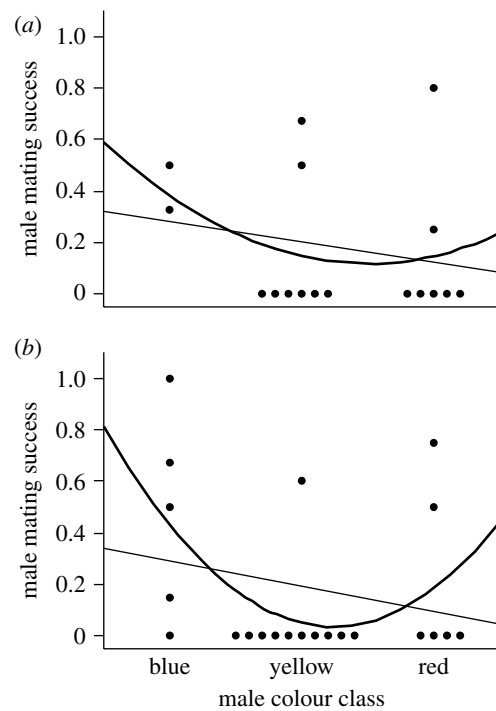 (a)
1.0
0.8
0.6
0.4
0.2
0
male mating success
(b)
1.0
0.8
0.6
0.4
0.2
0
male mating success
blue yellow red
male colour class